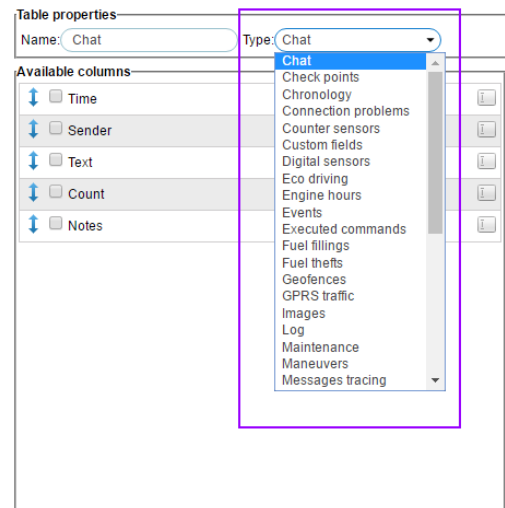 Table properties
Name: Chat Type: Chat
Chat
Check points
Chronology
Connection problems
Counter sensors
Custom fields
Digital sensors
Eco driving
Engine hours
Events
Executed commands
Fuel fillings
Fuel thefts
Geofences
GPRS traffic
Images
Log
Maintenance
Maneuvers
Messages tracing
Available columns
Time
Sender
Text
Count
Notes